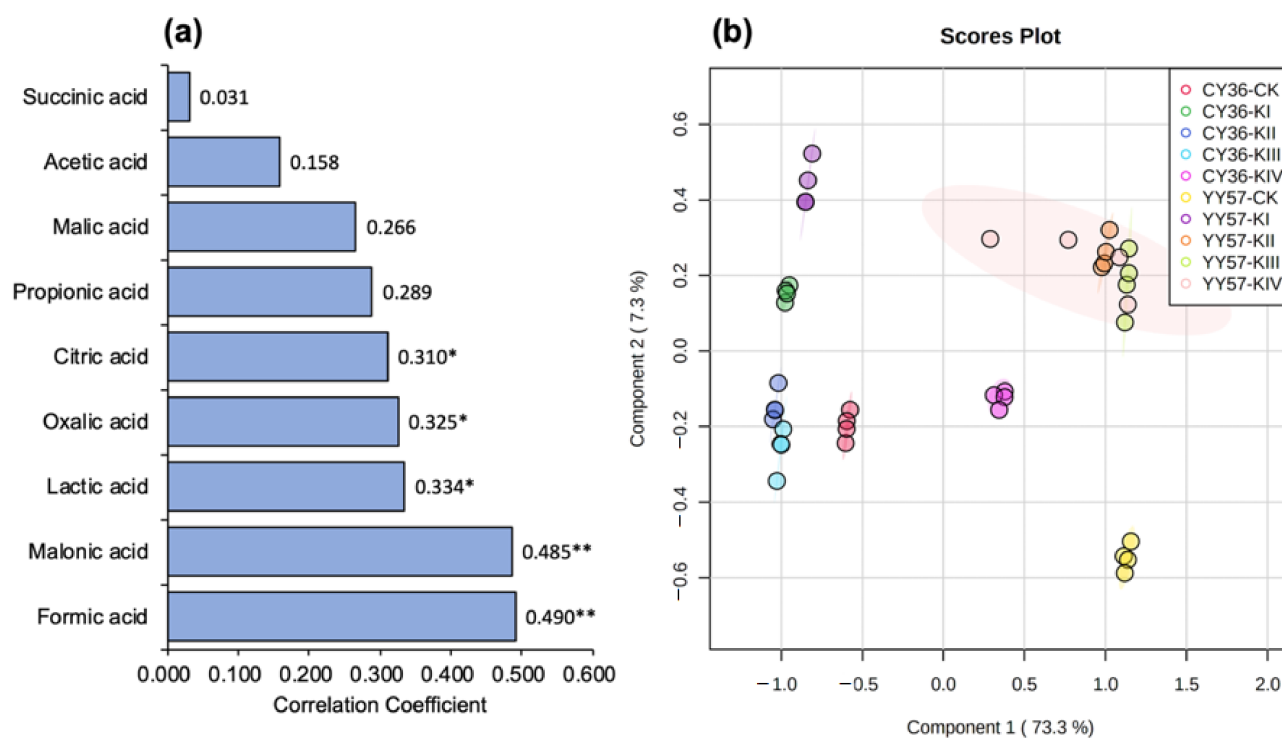 (a)
Succinic acid
0.031
Acetic acid
0.158
Malic acid
0.266
Propionic acid
0.289
Citric acid
0.310*
Oxalic acid
0.325*
Lactic acid
0.334*
Malonic acid
0.485**
Formic acid
0.490**
0.000 0.100 0.200 0.300 0.400 0.500 0.600
Correlation Coefficient
(b)
Scores Plot
CY36-CK
CY36-KI
CY36-KII
CY36-KIII
CY36-KIV
YY57-CK
YY57-KI
YY57-KII
YY57-KIII
YY57-KIV
Component 2 ( 7.3 %)
0.6
0.4
0.2
0.0
−0.2
−0.4
−0.6
−1.0 −0.5 0.0 0.5 1.0 1.5 2.0
Component 1 ( 73.3 %)